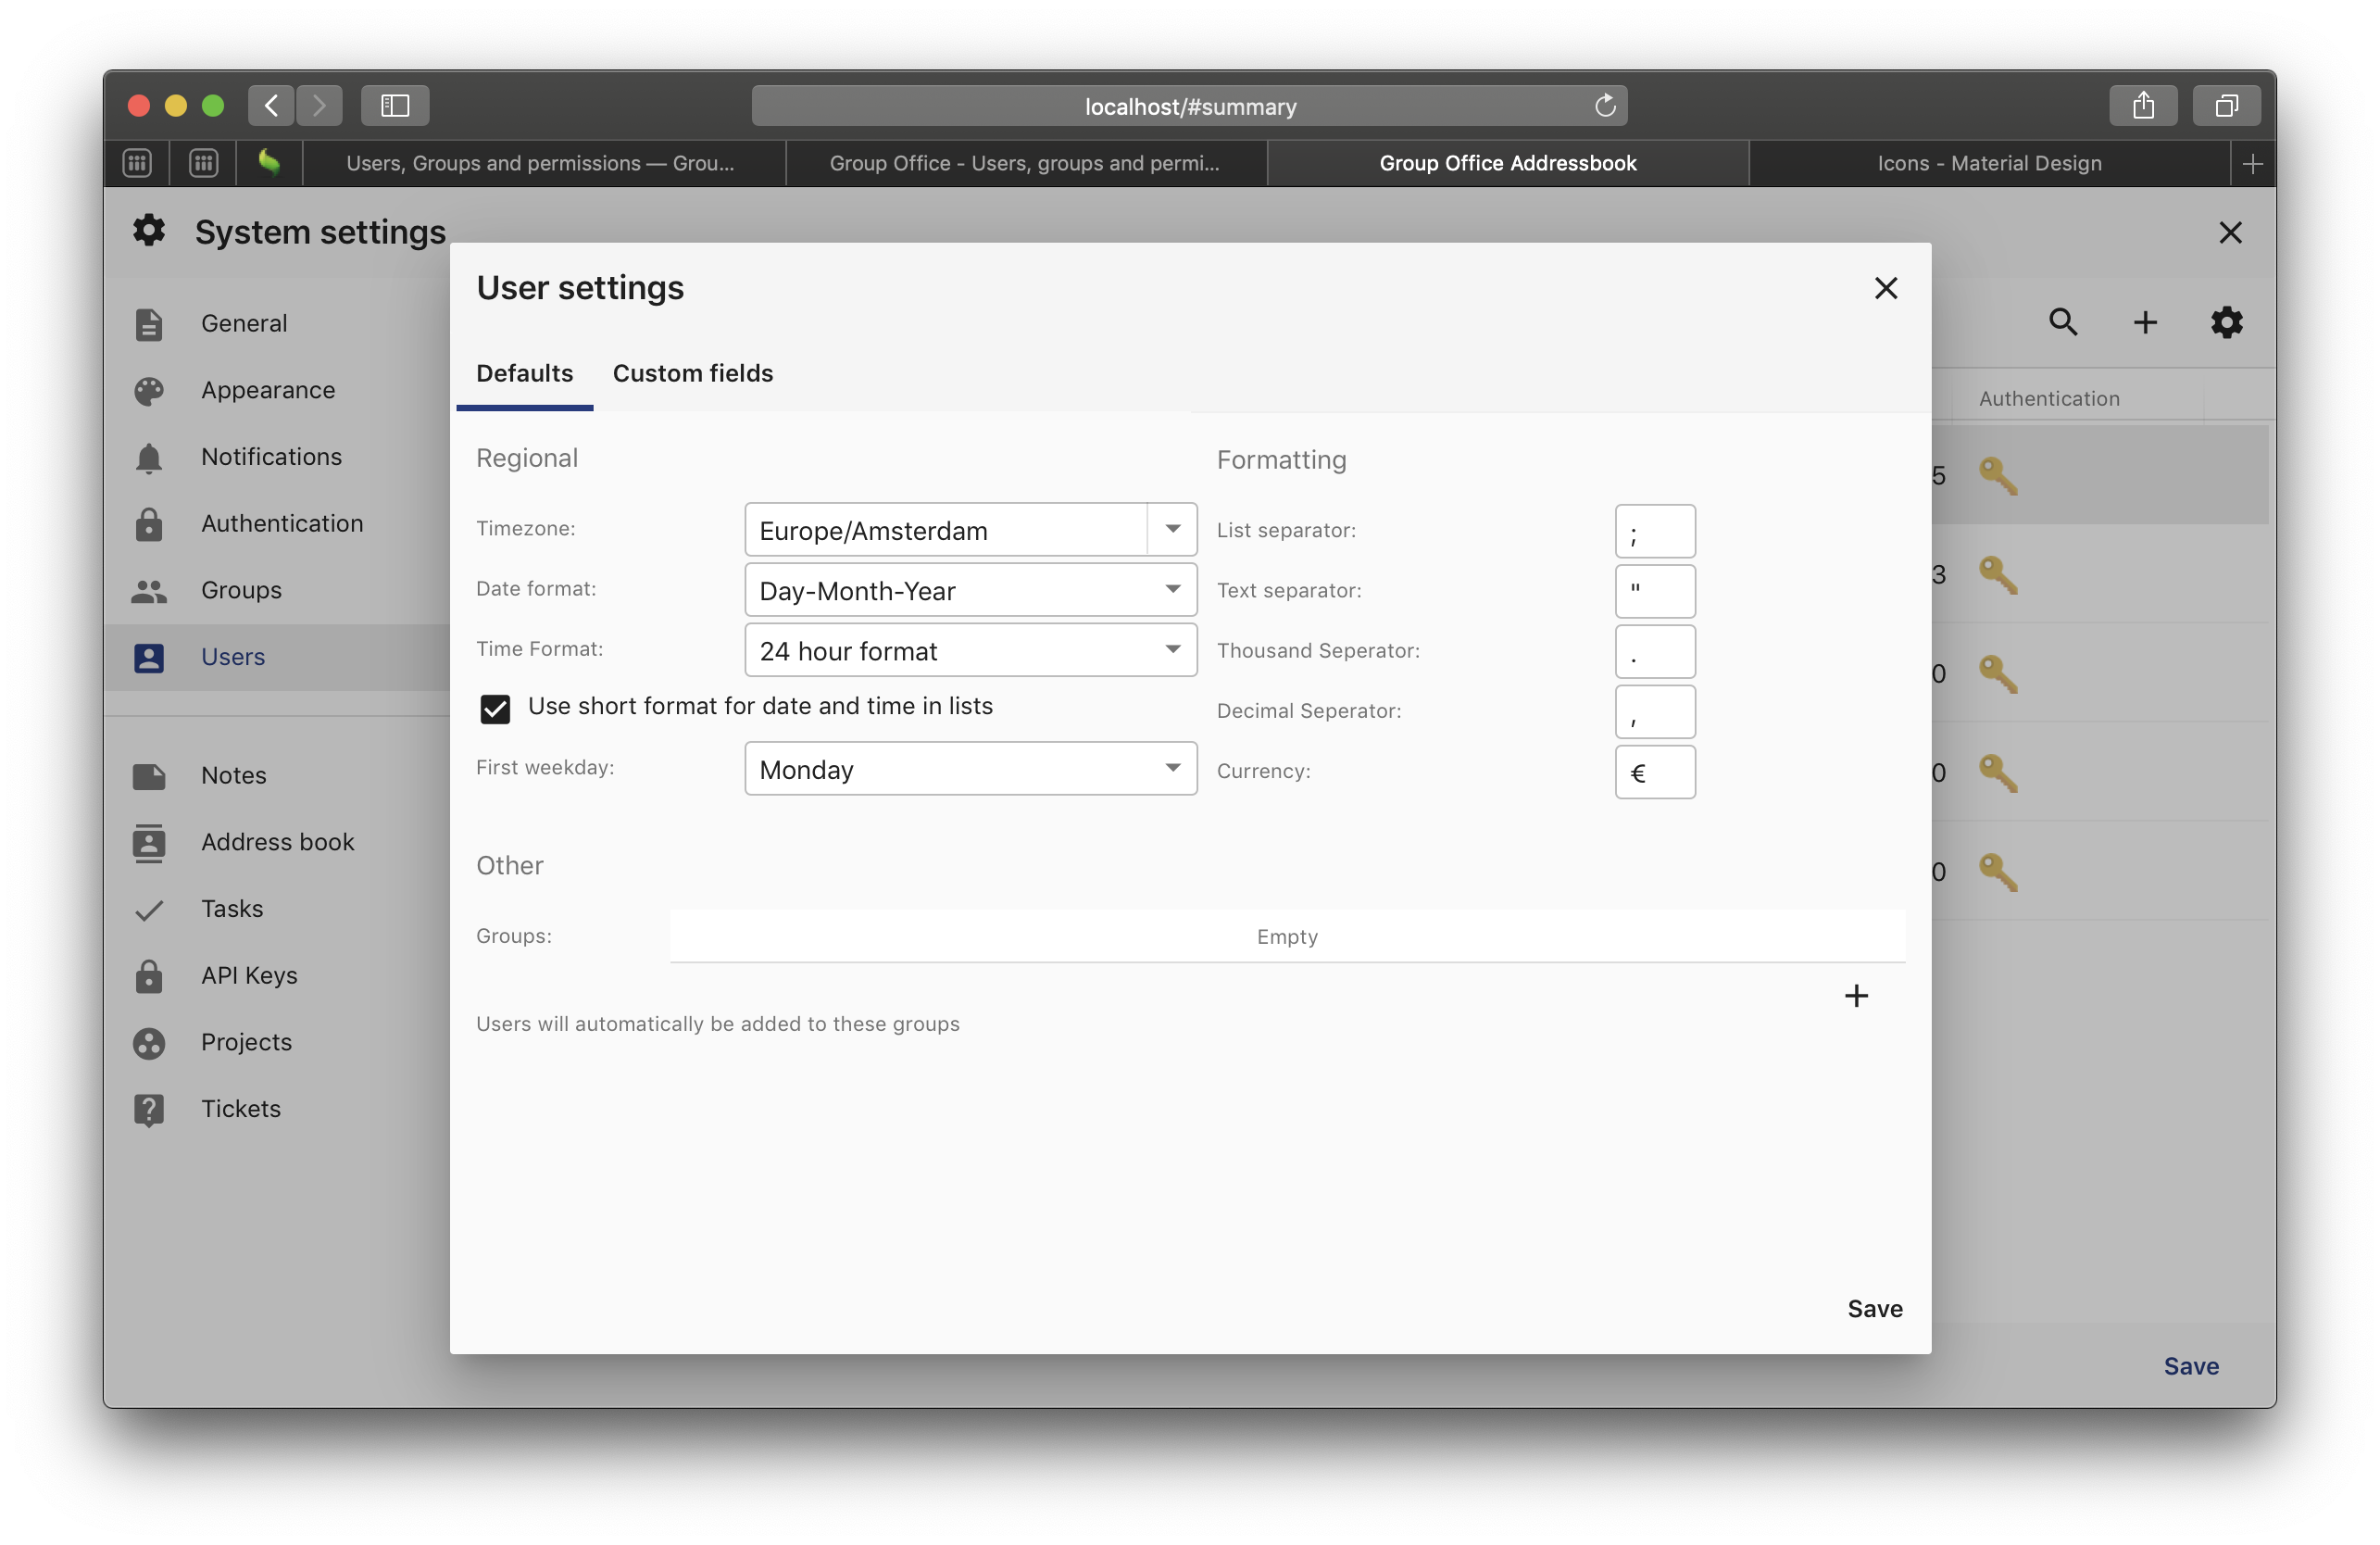 localhost/#summary
Users, Groups and permissions — Grou...
Group Office - Users, groups and permi...
Group Office Addressbook
Icons - Material Design
System settings
General
Appearance
Notifications
Authentication
Groups
Users
Notes
Address book
Tasks
API Keys
Projects
Tickets
User settings
Defaults
Custom fields
Regional
Timezone: Europe/Amsterdam
Date format: Day-Month-Year
Time Format: 24 hour format
Use short format for date and time in lists
First weekday: Monday
Formatting
List separator: ;
Text separator: "
Thousand Seperator: .
Decimal Seperator: ,
Currency: €
Other
Groups: Empty
Users will automatically be added to these groups
Save
Authentication
5
3
0
0
0
Save